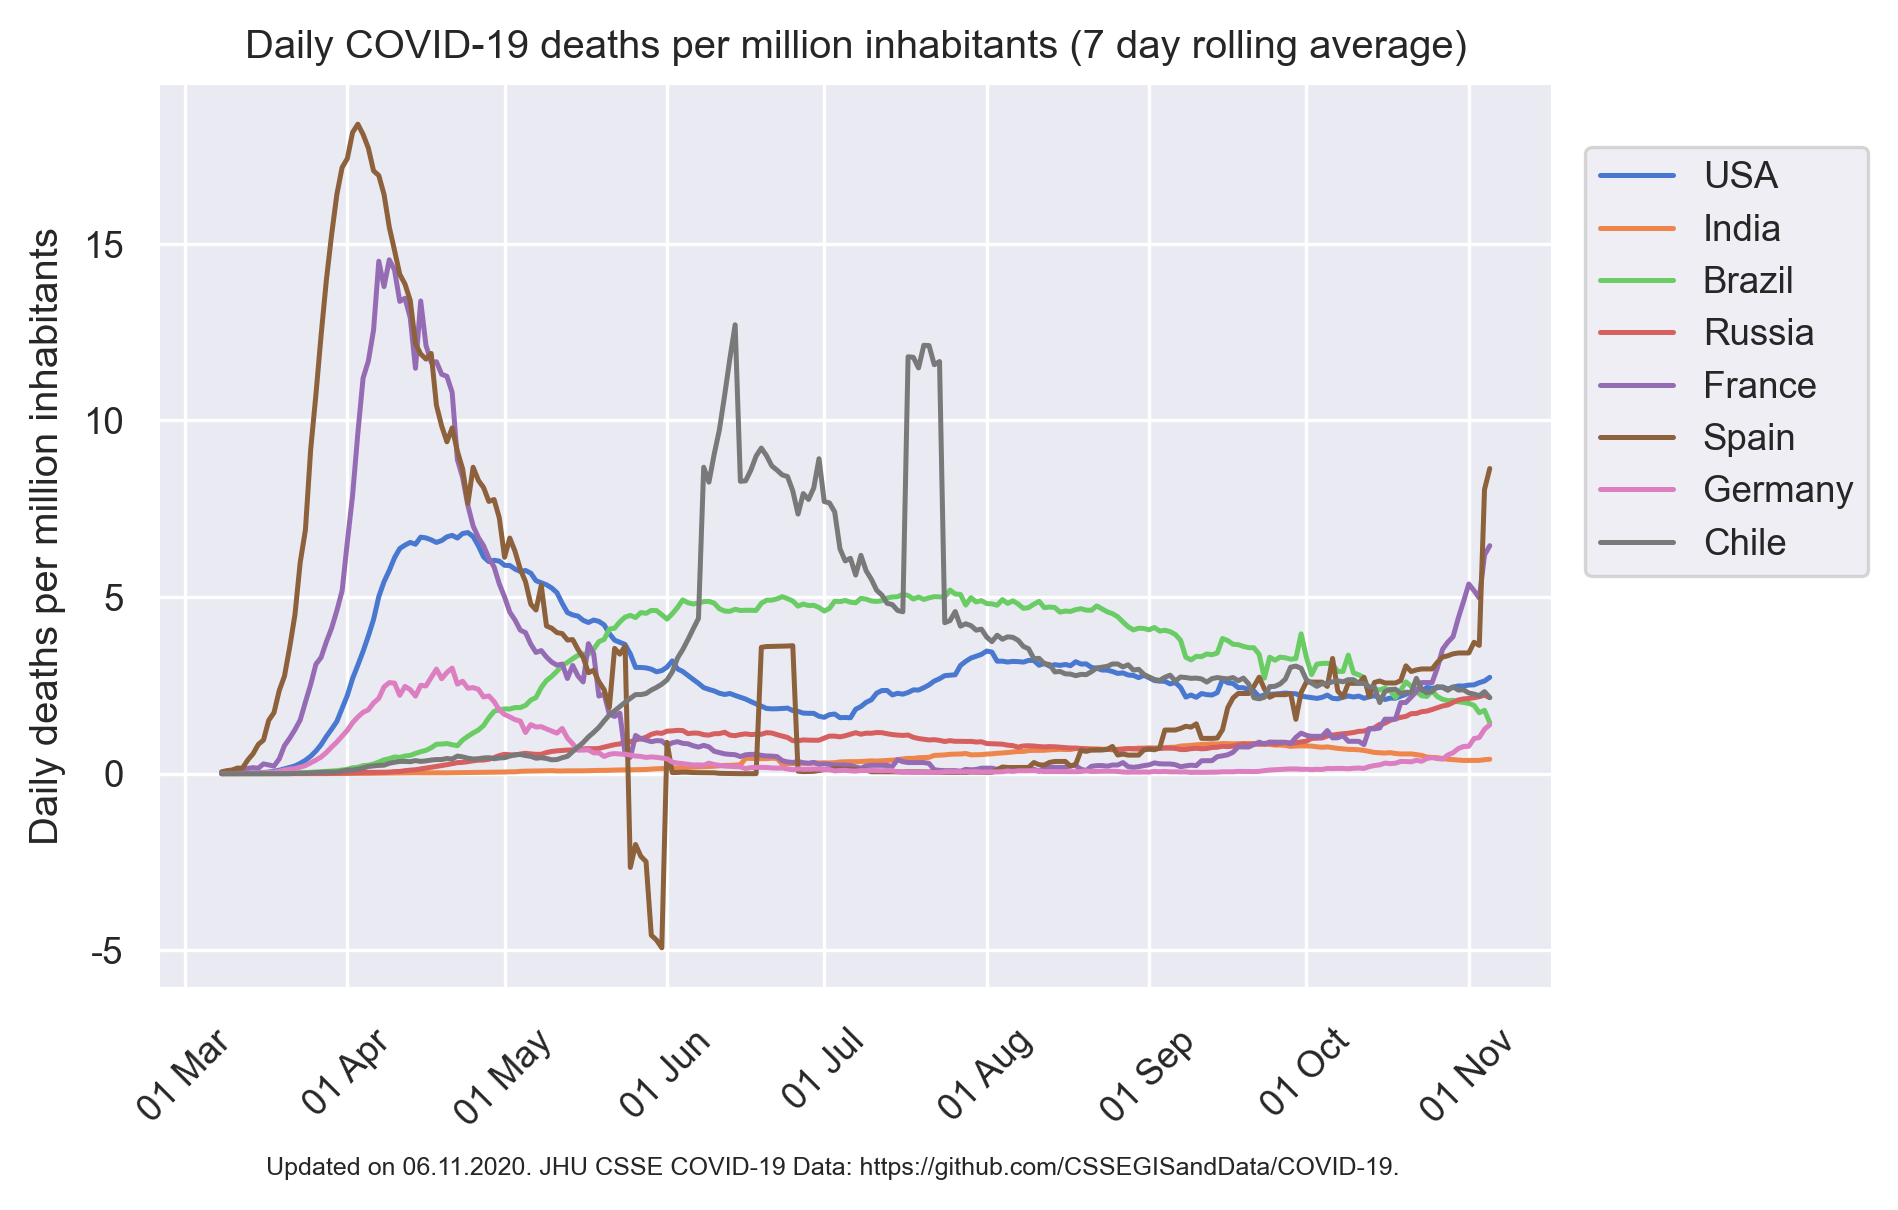 Daily COVID-19 deaths per million inhabitants (7 day rolling average)
Daily deaths per million inhabitants
15
10
5
0
-5
01 Mar
01 Apr
01 May
01 Jun
01 Jul
01 Aug
01 Sep
01 Oct
01 Nov
USA
India
Brazil
Russia
France
Spain
Germany
Chile
Updated on 06.11.2020. JHU CSSE COVID-19 Data: https://github.com/CSSEGISandData/COVID-19.